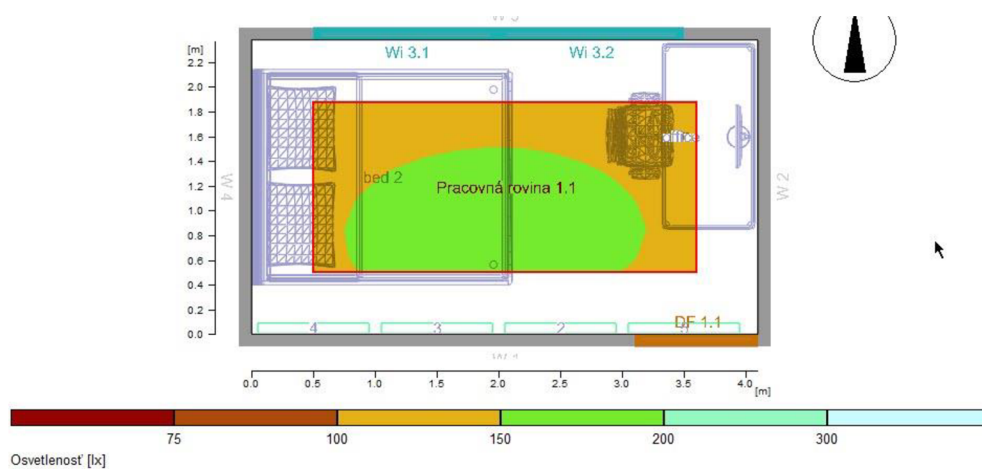 W 3
[m]
Wi 3.1 Wi 3.2
2.2
2.0
1.8
1.6
1.4
1.2
1.0
0.8
0.6
0.4
0.2
0.0
W 4
bed 2
Pracovná rovina 1.1
W 2
4 3 2
DF 1.1
W 1
0.0 0.5 1.0 1.5 2.0 2.5 3.0 3.5 4.0 [m]
75 100 150 200 300
Osvetlenosť [lx]